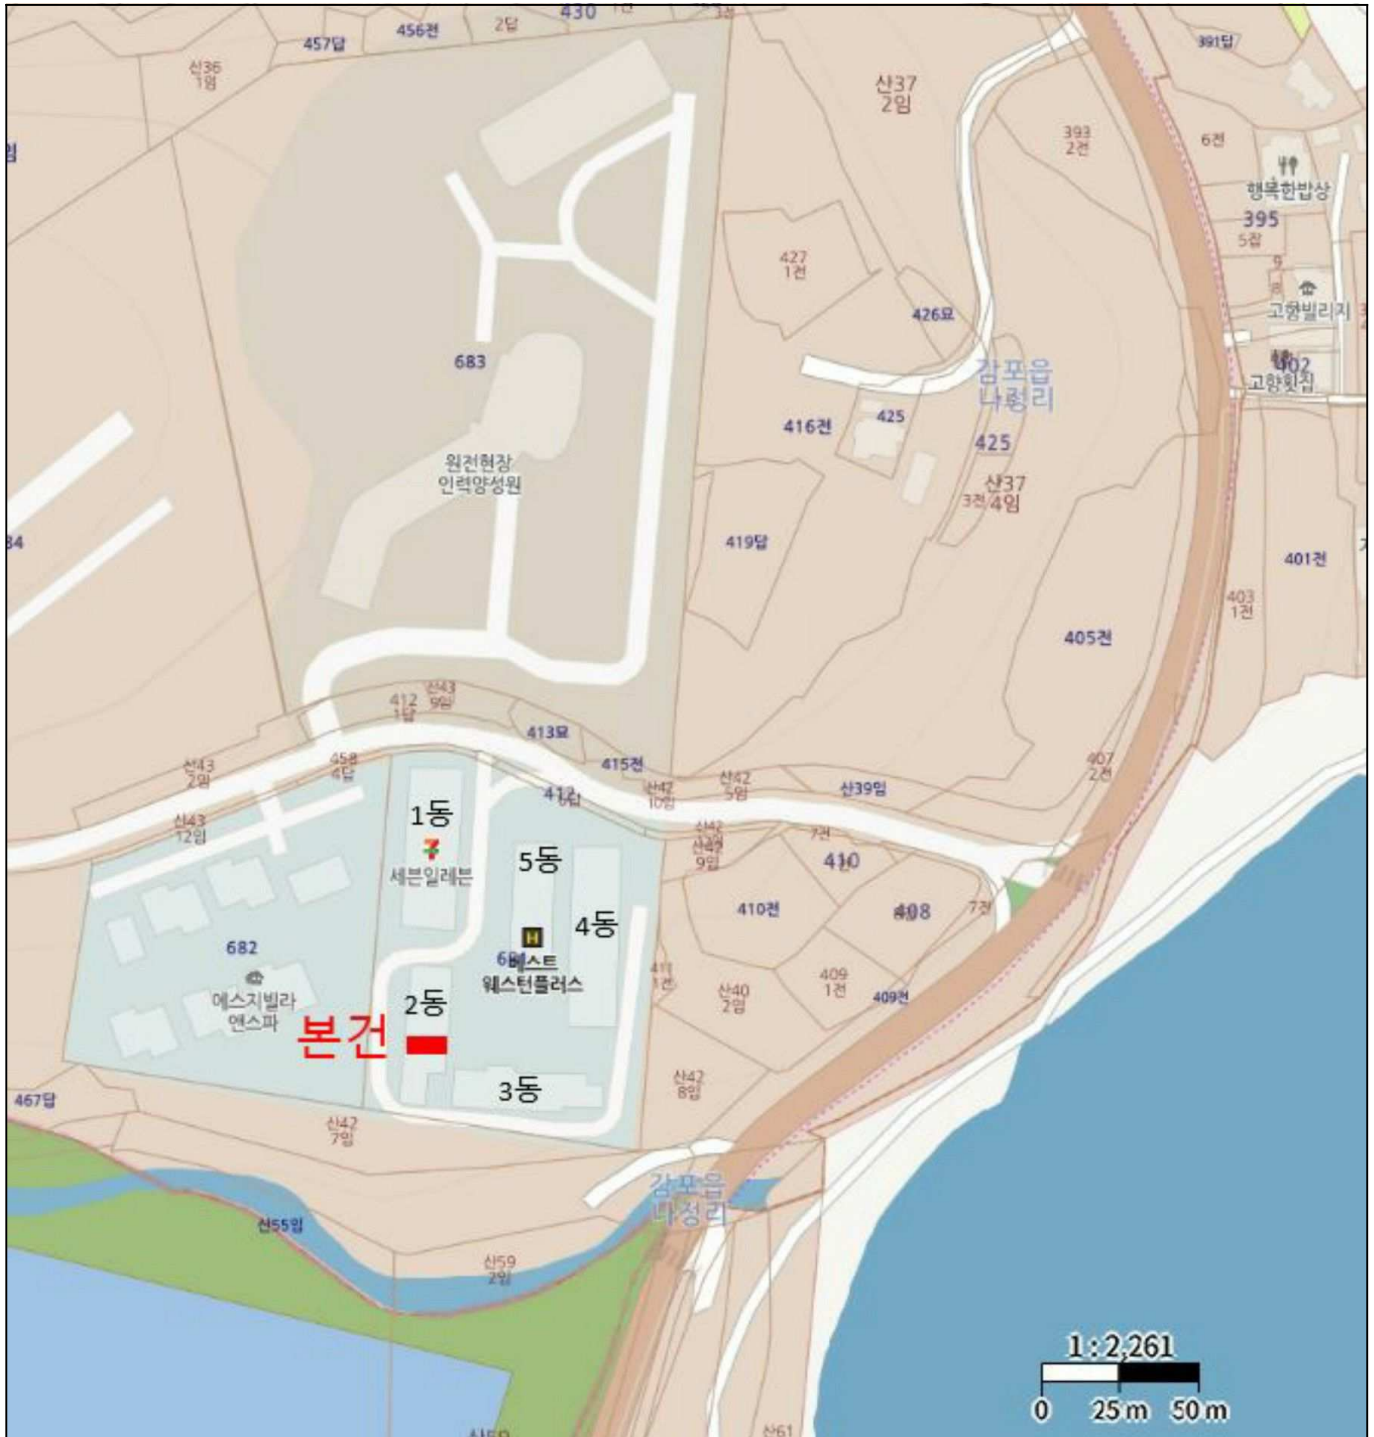 430
456전
2답
457답
산36
1임
산37
2임
391답
393
2전
6전
행복한밥상
395
5잡
9
8
427
1전
고향빌리지
426묘
683
감포읍
나정리
고향횟집
425
416전
425
원전현장
인력양성원
산37
4임
3전
419답
84
401전
403
1전
405전
산43
9임
412
1답
413묘
415전
458
4답
산43
2임
407
2전
산42
5임
산39임
산42
10임
산43
12임
1동
7전
세븐일레븐
5동
산42
9임
410
410전
408
7전
4동
682
H
베스트
웨스턴플러스
411
1전
409
1전
409전
산40
2임
에스지빌라
앤스파
2동
본건
3동
산42
8임
467답
산42
7임
감포읍
나정리
산55임
산59
2임
1:2,261
0 25m 50m
산61